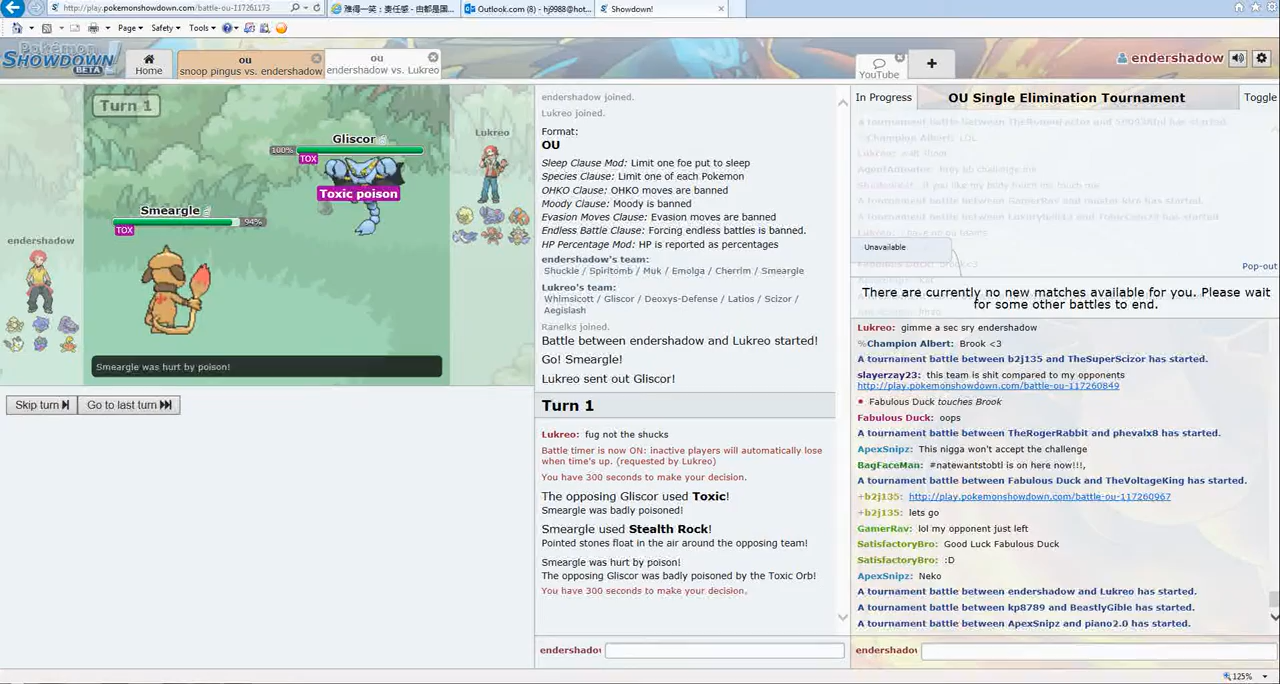 http://play.pokemonshowdown.com/battle-ou-117261173
Outlook.com (8) - hj9988@hot...
Showdown!
Page
Safety
Tools
Pokémon
SHOWDOWN
BETA
Home
ou
snoop pingus vs. endershadow
ou
endershadow vs. Lukreo
YouTube
+
endershadow
Turn 1
Gliscor
100%
TOX
Toxic poison
Smeargle
94%
TOX
endershadow
Lukreo
Smeargle was hurt by poison!
Skip turn
Go to last turn
endershadow joined.
Lukreo joined.
Format:
OU
Sleep Clause Mod: Limit one foe put to sleep
Species Clause: Limit one of each Pokemon
OHKO Clause: OHKO moves are banned
Moody Clause: Moody is banned
Evasion Moves Clause: Evasion moves are banned
Endless Battle Clause: Forcing endless battles is banned.
HP Percentage Mod: HP is reported as percentages
endershadow's team:
Shuckle / Spiritomb / Muk / Emolga / Cherrim / Smeargle
Lukreo's team:
Whimsicott / Gliscor / Deoxys-Defense / Latios / Scizor /
Aegislash
Ranelks joined.
Battle between endershadow and Lukreo started!
Go! Smeargle!
Lukreo sent out Gliscor!
Turn 1
Lukreo: fug not the shucks
Battle timer is now ON: inactive players will automatically lose
when time's up. (requested by Lukreo)
You have 300 seconds to make your decision.
The opposing Gliscor used Toxic!
Smeargle was badly poisoned!
Smeargle used Stealth Rock!
Pointed stones float in the air around the opposing team!
Smeargle was hurt by poison!
The opposing Gliscor was badly poisoned by the Toxic Orb!
You have 300 seconds to make your decision.
endershadow
In Progress
OU Single Elimination Tournament
Toggle
Unavailable
Pop-out
There are currently no new matches available for you. Please wait
for some other battles to end.
Lukreo: gimme a sec sry endershadow
%Champion Albert: Brook <3
A tournament battle between b2j135 and TheSuperScizor has started.
slayerzay23: this team is shit compared to my opponents
http://play.pokemonshowdown.com/battle-ou-117260849
• Fabulous Duck touches Brook
Fabulous Duck: oops
A tournament battle between TheRogerRabbit and phevalx8 has started.
ApexSnipz: This nigga won't accept the challenge
BagFaceMan: #natewantstobtl is on here now!!!,
A tournament battle between Fabulous Duck and TheVoltageKing has started.
+b2j135: http://play.pokemonshowdown.com/battle-ou-117260967
+b2j135: lets go
GamerRav: lol my opponent just left
SatisfactoryBro: Good Luck Fabulous Duck
SatisfactoryBro: :D
ApexSnipz: Neko
A tournament battle between endershadow and Lukreo has started.
A tournament battle between kp8789 and BeastlyGible has started.
A tournament battle between ApexSnipz and piano2.0 has started.
endershadow
125%